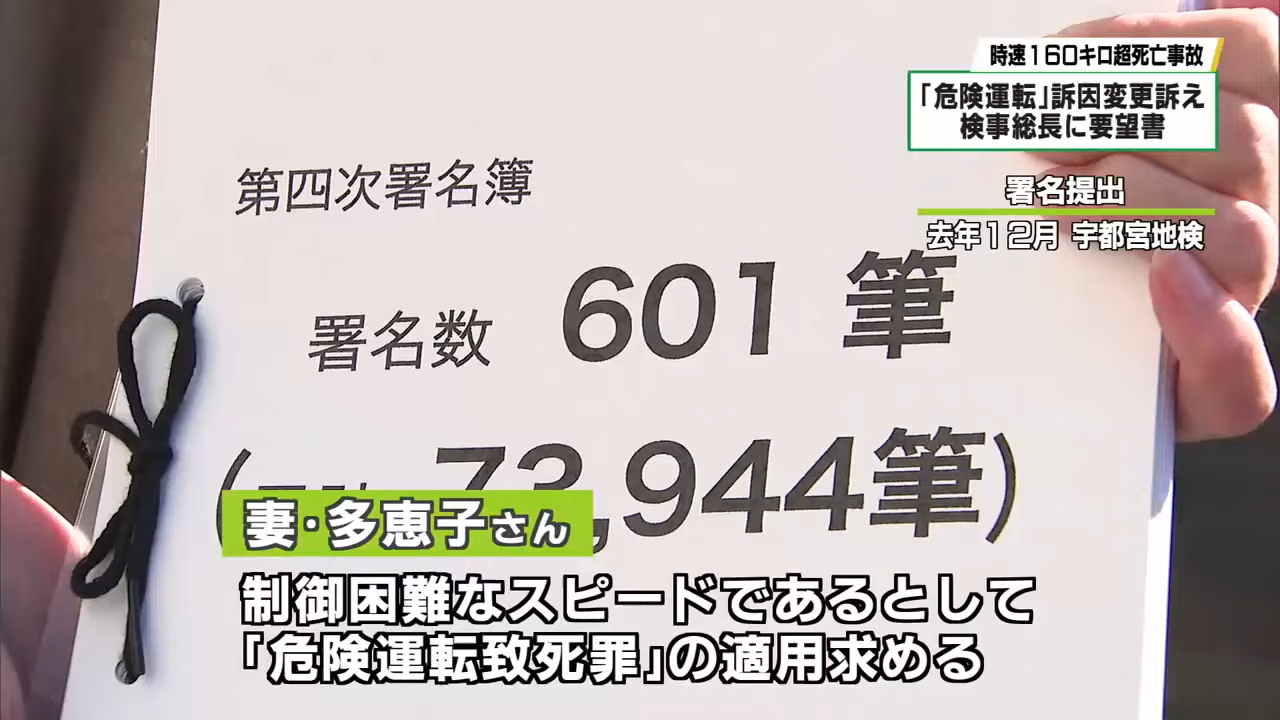 時速160キロ超死亡事故
「危険運転」訴因変更訴え
検事総長に要望書
署名提出
去年12月 宇都宮地検
第四次署名簿
署名数 601 筆
73,944筆)
妻・多恵子さん
制御困難なスピードであるとして
「危険運転致死罪」の適用求める